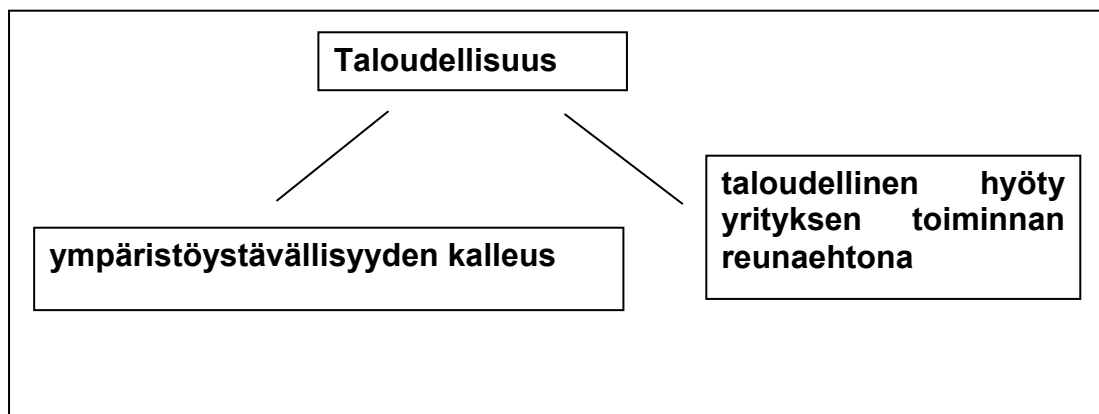 Taloudellisuus
ympäristöystävällisyyden kalleus
taloudellinen hyöty
yrityksen toiminnan
reunaehtona